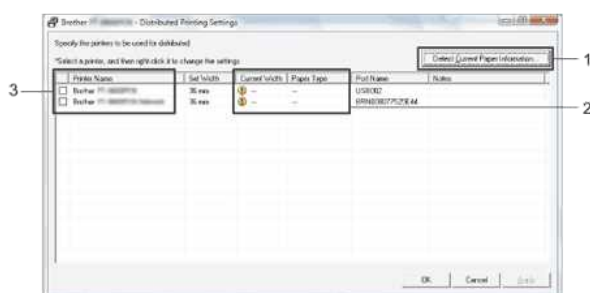 Brother - Distributed Printing Settings
Specify the printers to be used for distributed
*Select a printer, and then right-click it to change the settings.
Detect Current Paper Information... 1
Printer Name Set Width Current Width Paper Type Port Name Notes
3 Brother 36 mm -- -- USB002
Brother 36 mm -- --
2
OK Cancel Apply